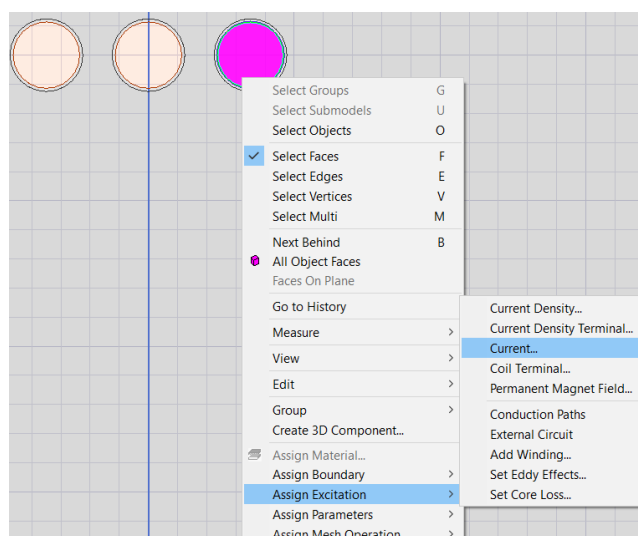 Select Groups G
Select Submodels U
Select Objects O
Select Faces F
Select Edges E
Select Vertices V
Select Multi M
Next Behind B
All Object Faces
Faces On Plane
Go to History
Measure
View
Edit
Group
Create 3D Component...
Assign Material...
Assign Boundary
Assign Excitation
Assign Parameters
Assign Mesh Operation
Current Density...
Current Density Terminal...
Current...
Coil Terminal...
Permanent Magnet Field...
Conduction Paths
External Circuit
Add Winding...
Set Eddy Effects...
Set Core Loss...